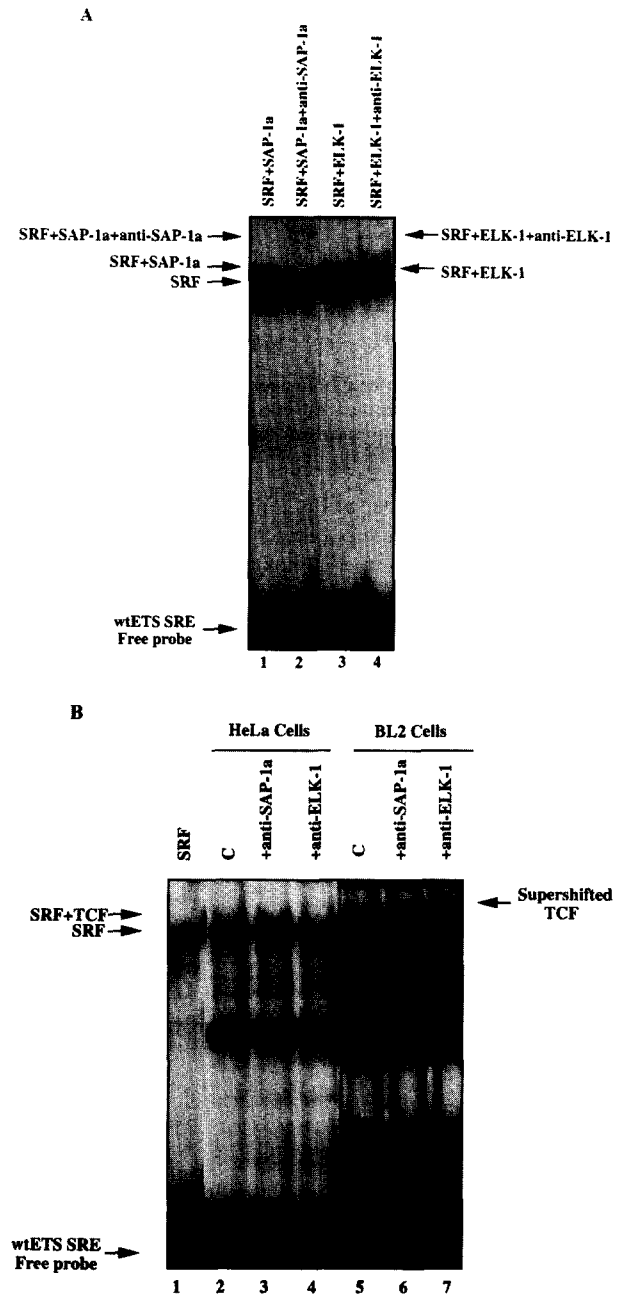 A
SRF+SAP-1a
SRF+SAP-1a+anti-SAP-1a
SRF+ELK-1
SRF+ELK-1+anti-ELK-1
SRF+SAP-1a+anti-SAP-1a
SRF+ELK-1+anti-ELK-1
SRF+SAP-1a
SRF+ELK-1
SRF
wtETS SRE
Free probe
1 2 3 4
B
HeLa Cells BL2 Cells
SRF
C
+anti-SAP-1a
+anti-ELK-1
C
+anti-SAP-1a
+anti-ELK-1
SRF+TCF
SRF
Supershifted
TCF
wtETS SRE
Free probe
1 2 3 4 5 6 7